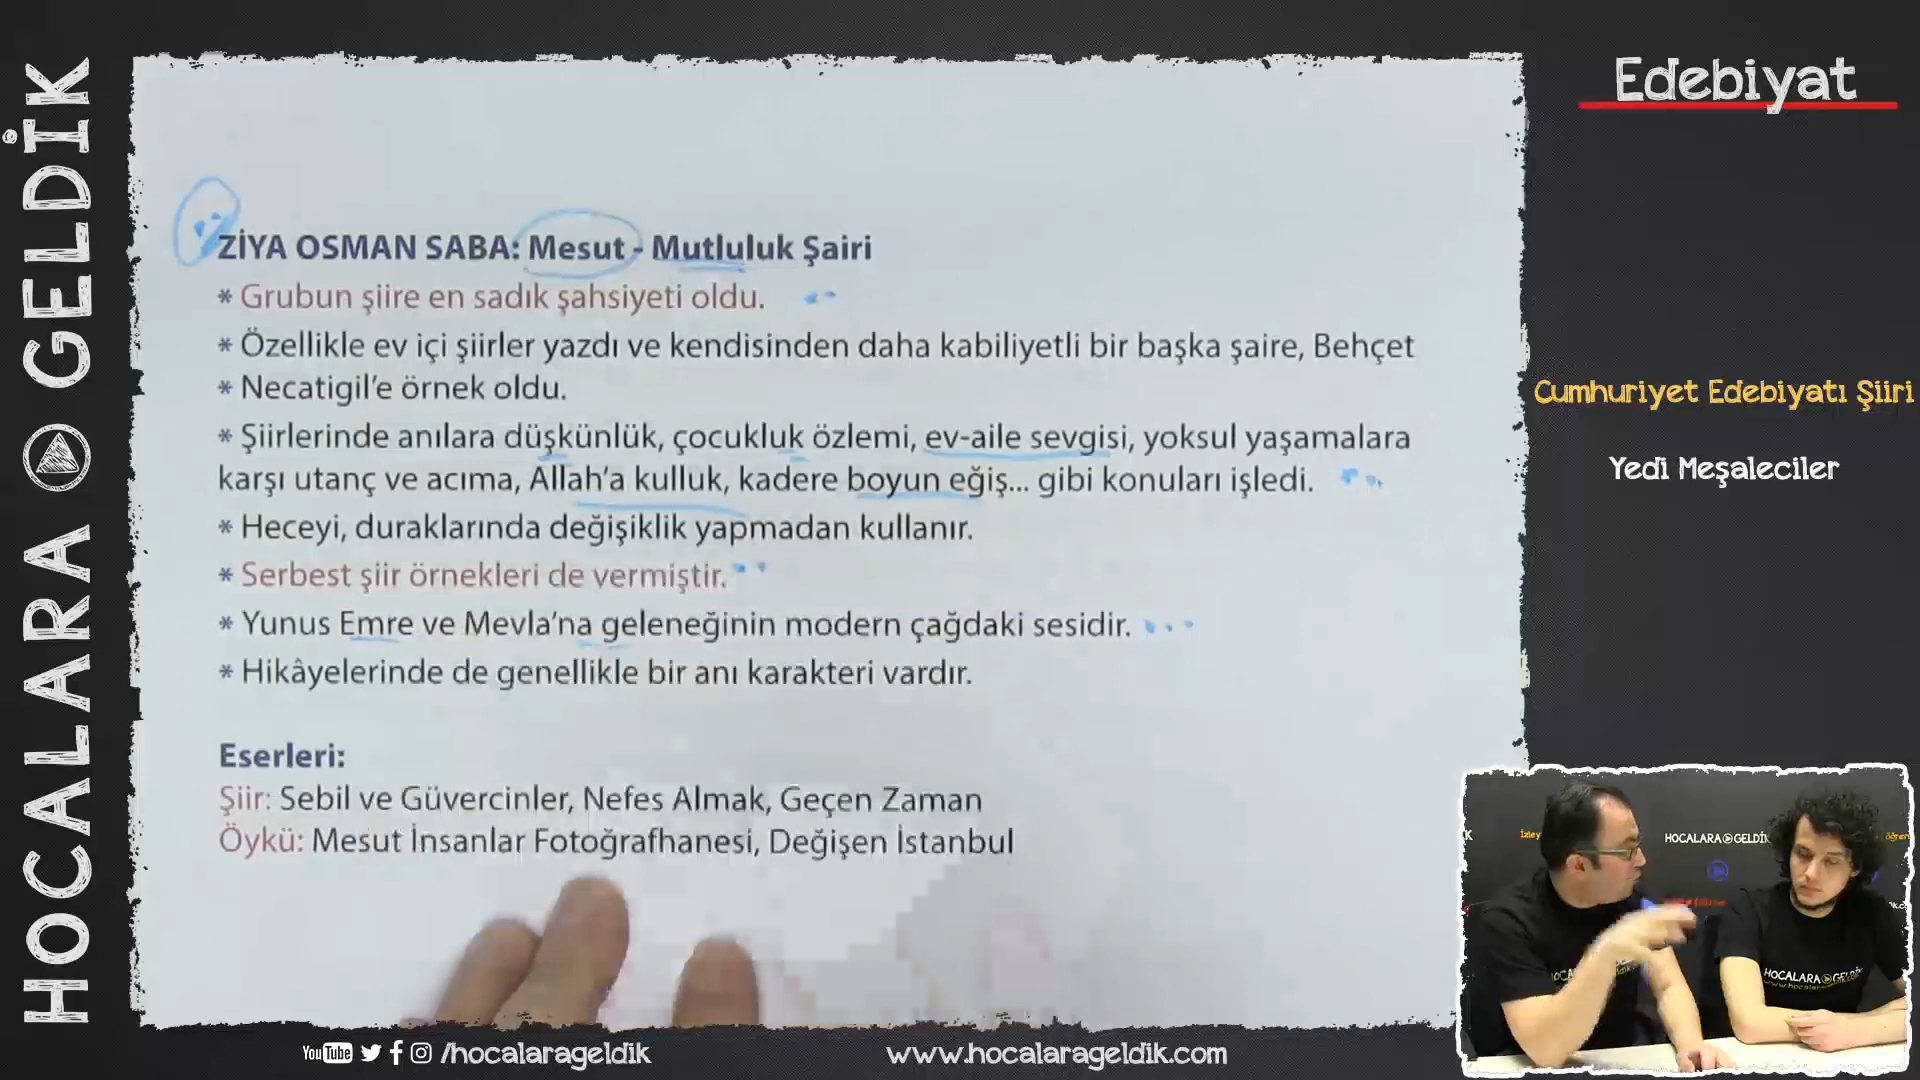 HOCALARA GELDİK
Edebiyat
ZİYA OSMAN SABA: Mesut - Mutluluk Şairi
* Grubun şiire en sadık şahsiyeti oldu.
* Özellikle ev içi şiirler yazdı ve kendisinden daha kabiliyetli bir başka şaire, Behçet
* Necatigil’e örnek oldu.
* Şiirlerinde anılara düşkünlük, çocukluk özlemi, ev-aile sevgisi, yoksul yaşamalara
karşı utanç ve acıma, Allah’a kulluk, kadere boyun eğiş... gibi konuları işledi.
* Heceyi, duraklarında değişiklik yapmadan kullanır.
* Serbest şiir örnekleri de vermiştir.
* Yunus Emre ve Mevla’na geleneğinin modern çağdaki sesidir.
* Hikâyelerinde de genellikle bir anı karakteri vardır.
Eserleri:
Şiir: Sebil ve Güvercinler, Nefes Almak, Geçen Zaman
Öykü: Mesut İnsanlar Fotoğrafhanesi, Değişen İstanbul
Cumhuriyet Edebiyatı Şiiri
Yedi Meşaleciler
HOCALARA GELDİK
HOCALARA GELDİK
YouTube /hocalarageldik
www.hocalarageldik.com